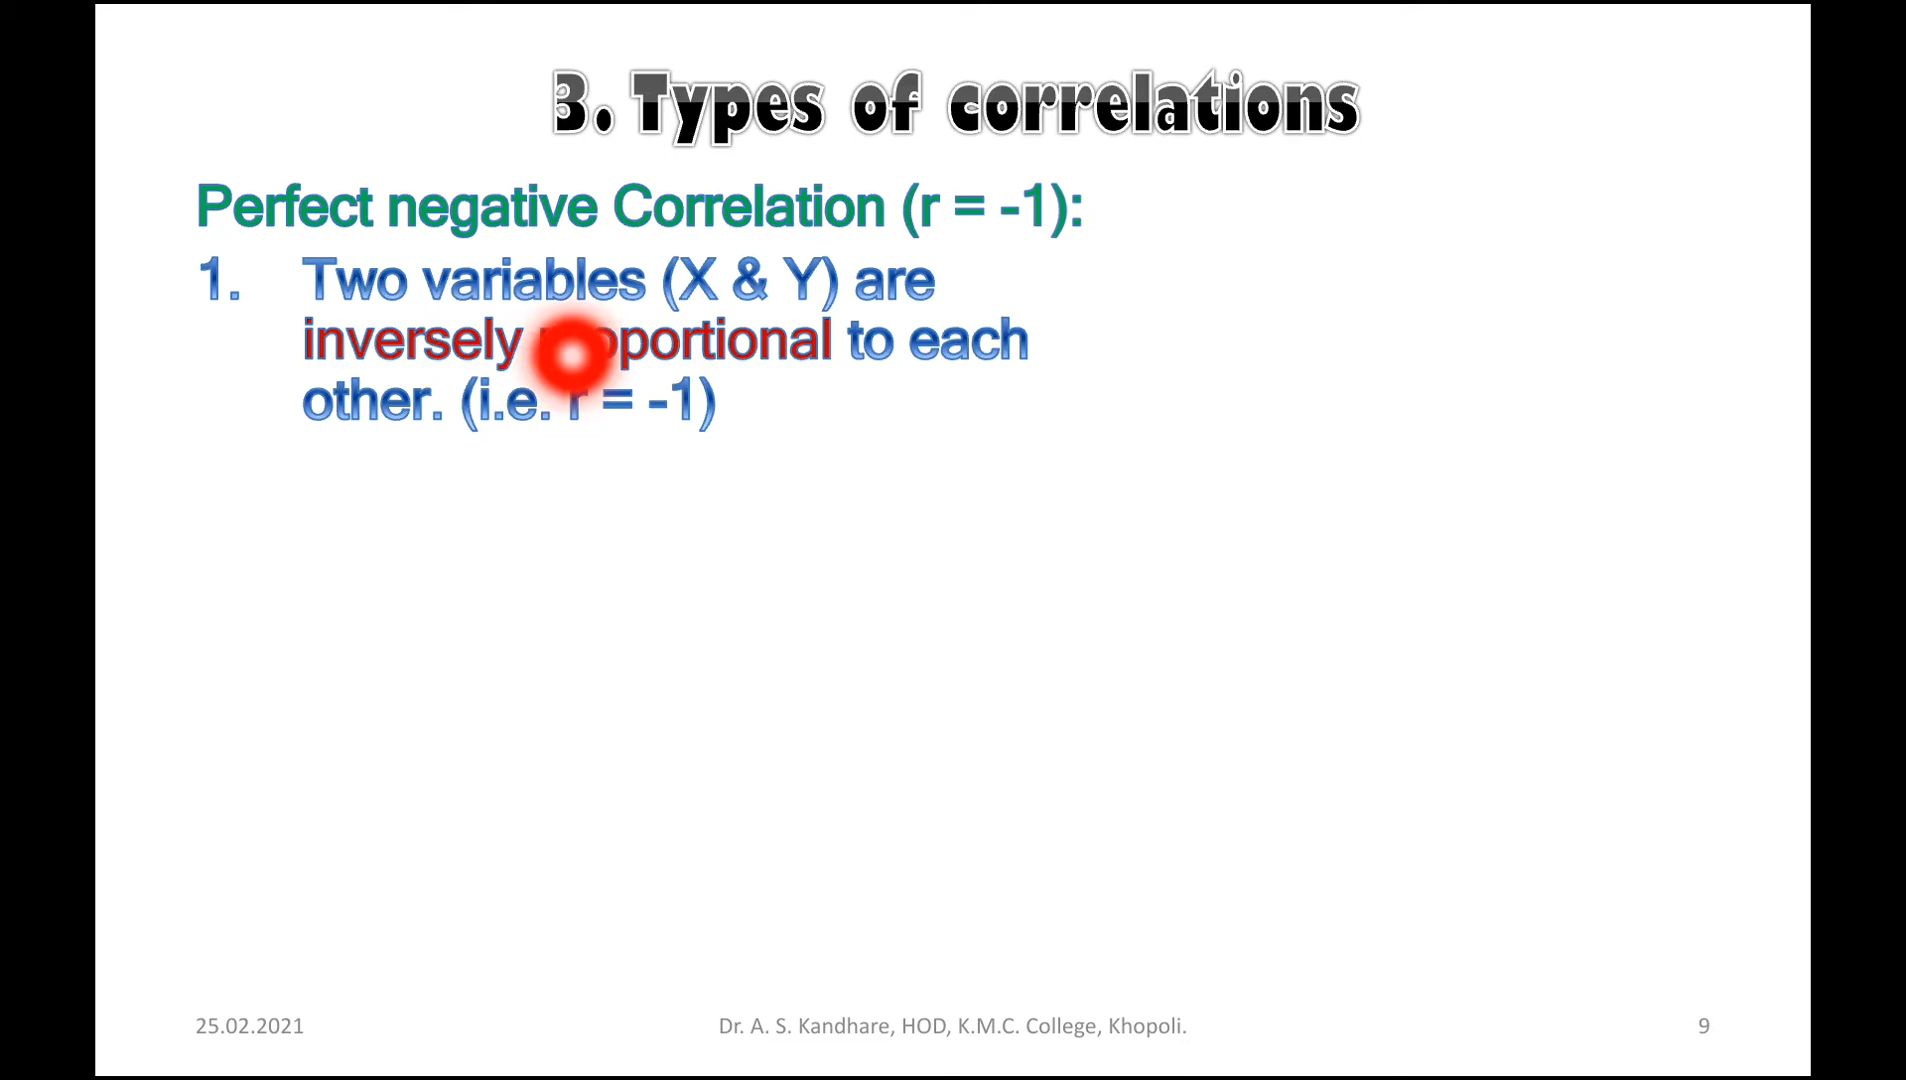 3. Types of correlations
Perfect negative Correlation (r = -1):
1. Two variables (X & Y) are
inversely proportional to each
other. (i.e. r = -1)
25.02.2021
Dr. A. S. Kandhare, HOD, K.M.C. College, Khopoli.
9